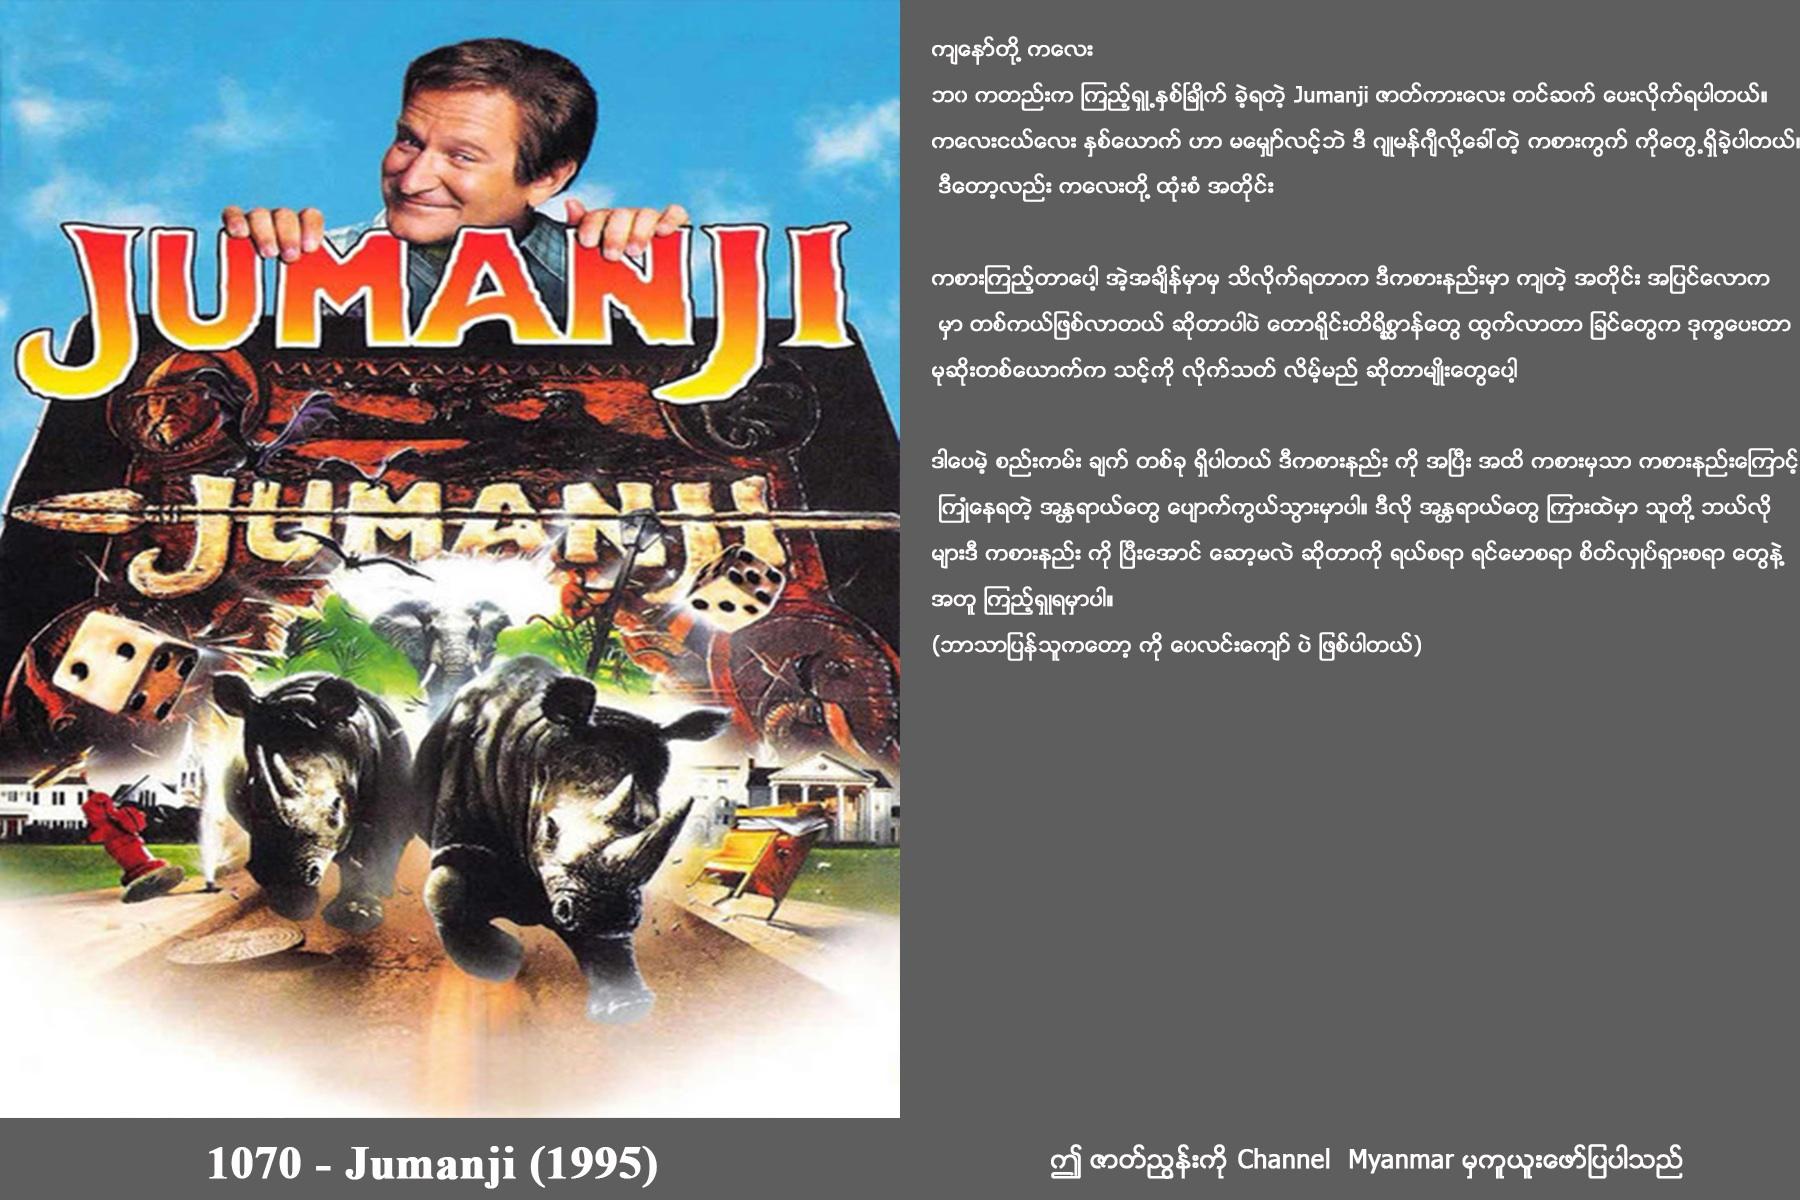 JUMANJI
JUMANJI
1070 - Jumanji (1995)
ကျနော်တို့ ကလေး
ဘ၀ ကတည်းက ကြည့်ရှု့နှစ်ခြိုက် ခဲ့ရတဲ့ Jumanji ဇာတ်ကားလေး တင်ဆက် ပေးလိုက်ရပါတယ်။
ကလေးငယ်လေး နှစ်ယောက် ဟာ မမျှော်လင့်ဘဲ ဒီ ဂျုမန်ဂျီလို့ခေါ်တဲ့ ကစားကွက် ကိုတွေ့ရှိခဲ့ပါတယ်။
ဒီတော့လည်း ကလေးတို့ ထုံးစံ အတိုင်း
ကစားကြည့်တာပေ့ါ အဲ့အချိန်မှာမှ သိလိုက်ရတာက ဒီကစားနည်းမှာ ကျတဲ့ အတိုင်း အပြင်လောက
မှာ တစ်ကယ်ဖြစ်လာတယ် ဆိုတာပါပဲ တောရိုင်းတိရိစ္ဆာန်တွေ ထွက်လာတာ ခြင်တွေက ဒုက္ခပေးတာ
မုဆိုးတစ်ယောက်က သင့်ကို လိုက်သတ် လိမ့်မည် ဆိုတာမျိုးတွေပေ့ါ
ဒါပေမဲ့ စည်းကမ်း ချက် တစ်ခု ရှိပါတယ် ဒီကစားနည်း ကို အပြီး အထိ ကစားမှသာ ကစားနည်းကြောင့်
ကြုံနေရတဲ့ အန္တရာယ်တွေ ပျောက်ကွယ်သွားမှာပါ။ ဒီလို အန္တရာယ်တွေ ကြားထဲမှာ သူတို့ ဘယ်လို
များဒီ ကစားနည်း ကို ပြီးအောင် ဆော့မလဲ ဆိုတာကို ရယ်စရာ ရင်မောစရာ စိတ်လှုပ်ရှားစရာ တွေနဲ့
အတူ ကြည့်ရှုရမှာပါ။
(ဘာသာပြန်သူကတော့ ကို ဝေလင်းကျော် ပဲ ဖြစ်ပါတယ်)
ဤ ဇာတ်ညွှန်းကို Channel Myanmar မှကူယူးဖော်ပြပါသည်